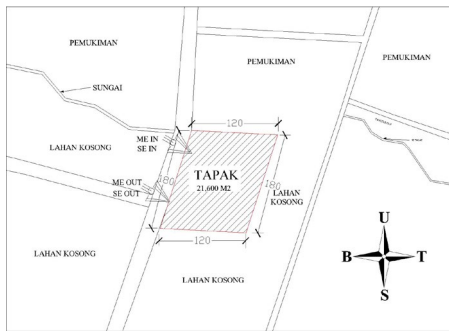 PEMUKIMAN
PEMUKIMAN
PEMUKIMAN
SUNGAI
120
ME IN
SE IN
LAHAN KOSONG
ME OUT
SE OUT
180
TAPAK
21.600 M2
180
LAHAN
KOSONG
120
LAHAN KOSONG
LAHAN KOSONG
U
B
T
S